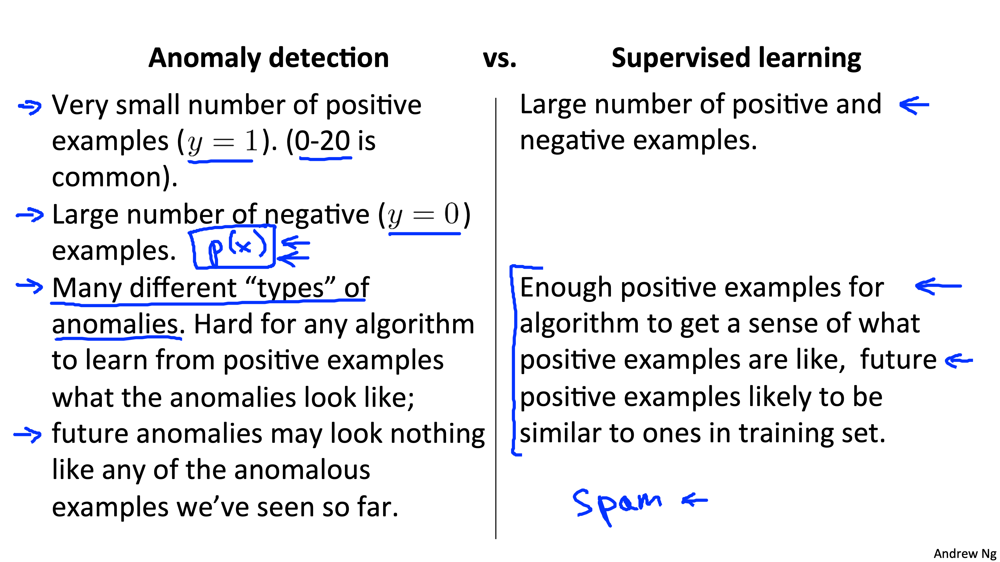 Anomaly detection vs. Supervised learning
Very small number of positive
examples (y = 1). (0-20 is
common).
Large number of negative (y = 0)
examples. p(x)
Many different “types” of
anomalies. Hard for any algorithm
to learn from positive examples
what the anomalies look like;
future anomalies may look nothing
like any of the anomalous
examples we’ve seen so far.
Large number of positive and
negative examples.
Enough positive examples for
algorithm to get a sense of what
positive examples are like, future
positive examples likely to be
similar to ones in training set.
Spam
Andrew Ng